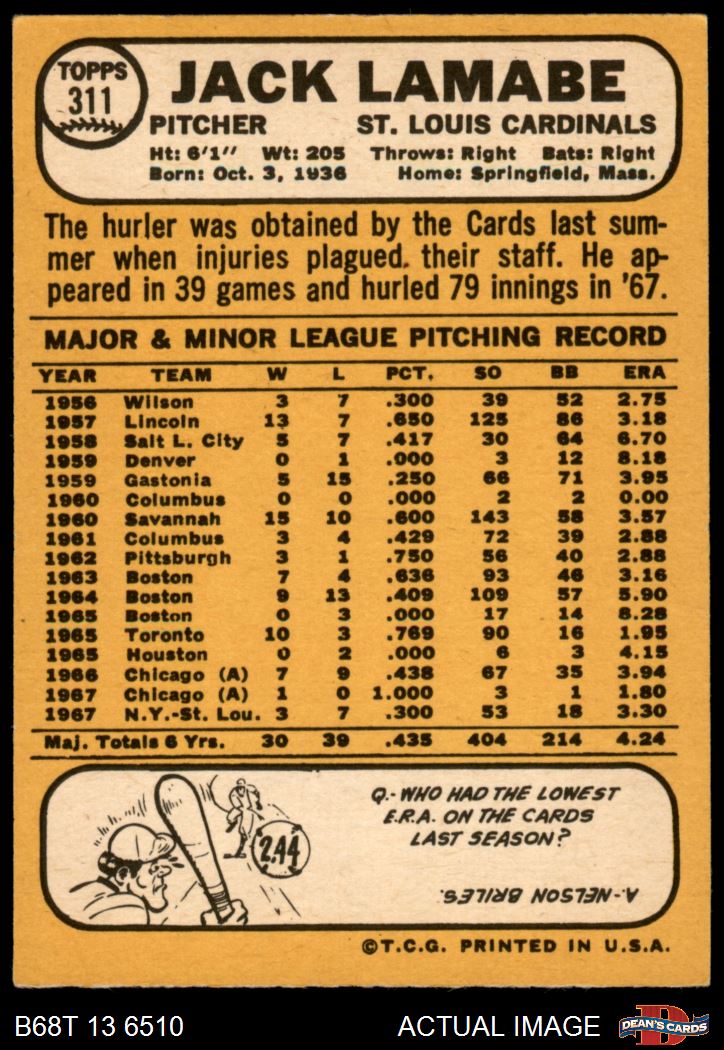 TOPPS
311
JACK LAMABE
PITCHER ST. LOUIS CARDINALS
Ht: 6'1" Wt: 205 Throws: Right Bats: Right
Born: Oct. 3, 1936 Home: Springfield, Mass.
The hurler was obtained by the Cards last sum-
mer when injuries plagued. their staff. He ap-
peared in 39 games and hurled 79 innings in '67.
MAJOR & MINOR LEAGUE PITCHING RECORD
YEAR TEAM W L PCT. SO BB ERA
1956 Wilson 3 7 .300 39 52 2.75
1957 Lincoln 13 7 .650 125 86 3.18
1958 Salt L. City 5 7 .417 30 64 6.70
1959 Denver 0 1 .000 3 12 8.18
1959 Gastonia 5 15 .250 66 71 3.95
1960 Columbus 0 0 .000 2 2 0.00
1960 Savannah 15 10 .600 143 58 3.57
1961 Columbus 3 4 .429 72 39 2.88
1962 Pittsburgh 3 1 .750 56 40 2.88
1963 Boston 7 4 .636 93 46 3.16
1964 Boston 9 13 .409 109 57 5.90
1965 Boston 0 3 .000 17 14 8.28
1965 Toronto 10 3 .769 90 16 1.95
1965 Houston 0 2 .000 6 3 4.15
1966 Chicago (A) 7 9 .438 67 35 3.94
1967 Chicago (A) 1 0 1.000 3 1 1.80
1967 N.Y.-St. Lou. 3 7 .300 53 18 3.30
Maj. Totals 6 Yrs. 30 39 .435 404 214 4.24
2.44
Q.- WHO HAD THE LOWEST
E.R.A. ON THE CARDS
LAST SEASON?
A.-NELSON BRILES.
©T.C.G. PRINTED IN U.S.A.
B68T 13 6510 ACTUAL IMAGE
D
DEAN'S CARDS